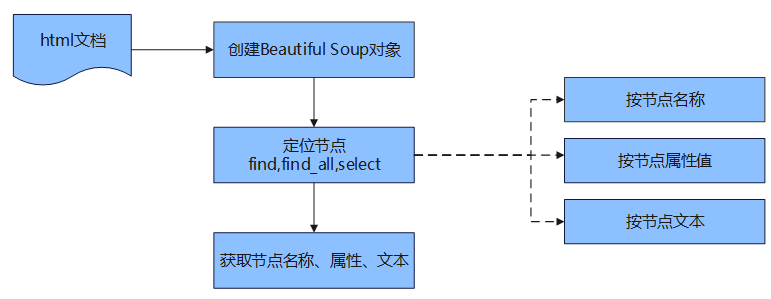 html文档
创建Beautiful Soup对象
定位节点
find,find_all,select
按节点名称
按节点属性值
按节点文本
获取节点名称、属性、文本